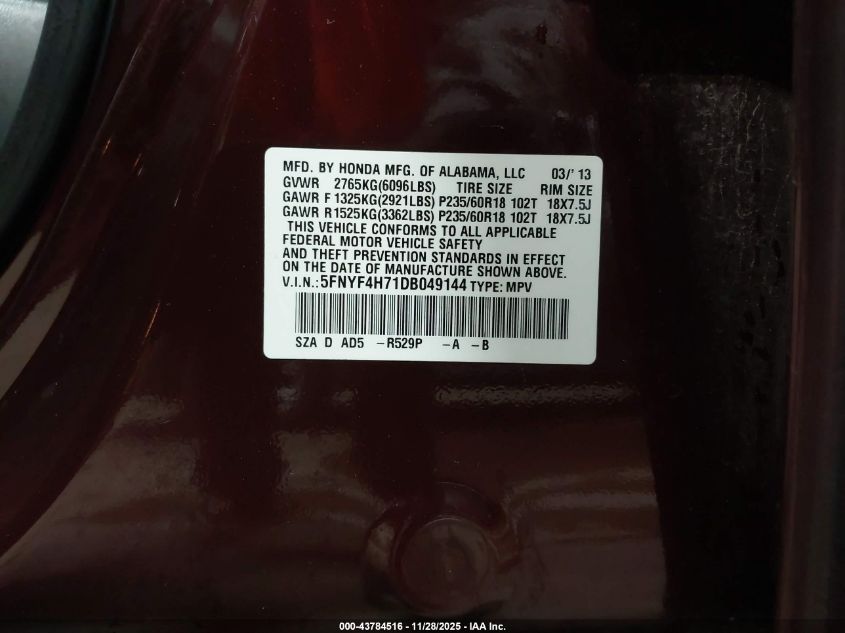 MFD. BY HONDA MFG. OF ALABAMA, LLC 03/'13
GVWR 2765KG(6096LBS) TIRE SIZE RIM SIZE
GAWR F 1325KG(2921LBS) P235/60R18 102T 18X7.5J
GAWR R 1525KG(3362LBS) P235/60R18 102T 18X7.5J
THIS VEHICLE CONFORMS TO ALL APPLICABLE
FEDERAL MOTOR VEHICLE SAFETY
AND THEFT PREVENTION STANDARDS IN EFFECT
ON THE DATE OF MANUFACTURE SHOWN ABOVE.
V.I.N.: 5FNYF4H71DB049144 TYPE: MPV
SZA D AD5 -R529P -A -B
000-43784516 - 11/28/2025 - IAA Inc.